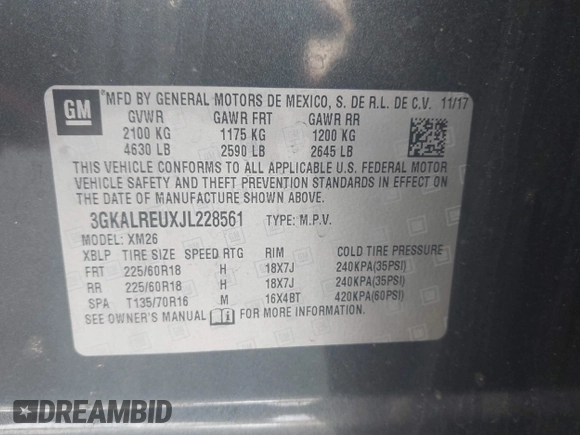 GM
MFD BY GENERAL MOTORS DE MEXICO, S. DE R.L. DE C.V. 11/17
GVWR GAWR FRT GAWR RR
2100 KG 1175 KG 1200 KG
4630 LB 2590 LB 2645 LB
THIS VEHICLE CONFORMS TO ALL APPLICABLE U.S. FEDERAL MOTOR
VEHICLE SAFETY AND THEFT PREVENTION STANDARDS IN EFFECT ON
THE DATE OF MANUFACTURE SHOWN ABOVE.
3GKALREUXJL228561 TYPE: M.P.V.
MODEL: XM26
XBLP TIRE SIZE SPEED RTG RIM COLD TIRE PRESSURE
FRT 225/60R18 H 18X7J 240KPA(35PSI)
RR 225/60R18 H 18X7J 240KPA(35PSI)
SPA T135/70R16 M 16X4BT 420KPA(60PSI)
SEE OWNER'S MANUAL FOR MORE INFORMATION.
DREAMBID